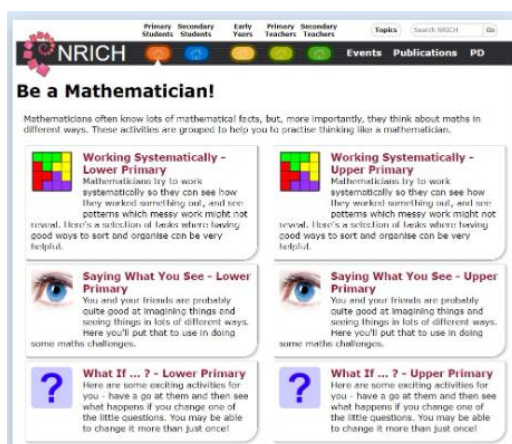 Primary Students
Secondary Students
Early Years
Primary Teachers
Secondary Teachers
Topics
Search NRICH
Go
NRICH
Events Publications PD
Be a Mathematician!
Mathematicians often know lots of mathematical facts, but, more importantly, they think about maths in
different ways. These activities are grouped to help you to practise thinking like a mathematician.
Working Systematically -
Lower Primary
Mathematicians try to work
systematically so they can see how
they worked something out, and see
patterns which messy work might not
reveal. Here's a selection of tasks where having
good ways to sort and organise can be very
helpful.
Working Systematically -
Upper Primary
Mathematicians try to work
systematically so they can see how
they worked something out, and see
patterns which messy work might not
reveal. Here's a selection of tasks where having
good ways to sort and organise can be very
helpful.
Saying What You See - Lower
Primary
You and your friends are probably
quite good at imagining things and
seeing things in lots of different ways.
Here you'll put that to use in doing
some maths challenges.
Saying What You See - Upper
Primary
You and your friends are probably
quite good at imagining things and
seeing things in lots of different ways.
Here you'll put that to use in doing
some maths challenges.
What If ... ? - Lower Primary
Here are some exciting activities for
you - have a go at them and then see
what happens if you change one of
the little questions. You may be able
to change it more than just once!
What If ... ? - Upper Primary
Here are some exciting activities for
you - have a go at them and then see
what happens if you change one of
the little questions. You may be able
to change it more than just once!